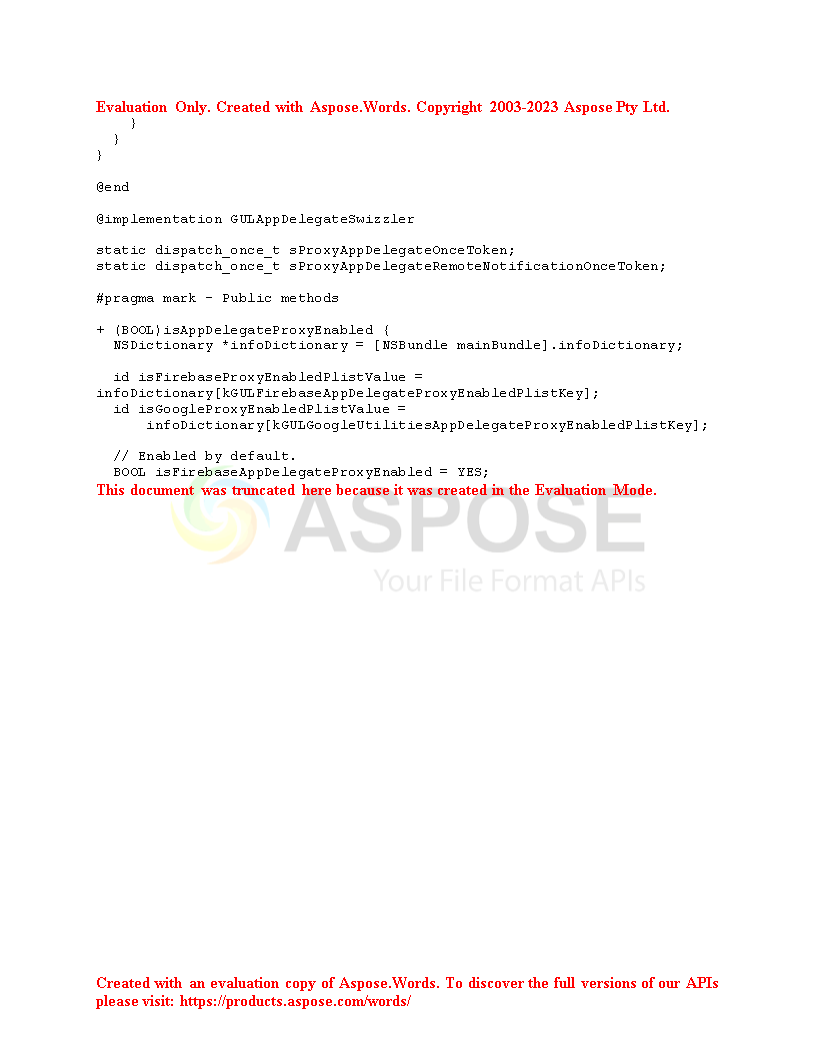 Evaluation Only. Created with Aspose.Words. Copyright 2003-2023 Aspose Pty Ltd.
    }
  }
}

@end

@implementation GULAppDelegateSwizzler

static dispatch_once_t sProxyAppDelegateOnceToken;
static dispatch_once_t sProxyAppDelegateRemoteNotificationOnceToken;

#pragma mark - Public methods

+ (BOOL)isAppDelegateProxyEnabled {
  NSDictionary *infoDictionary = [NSBundle mainBundle].infoDictionary;

  id isFirebaseProxyEnabledPlistValue =
infoDictionary[kGULFirebaseAppDelegateProxyEnabledPlistKey];
  id isGoogleProxyEnabledPlistValue =
      infoDictionary[kGULGoogleUtilitiesAppDelegateProxyEnabledPlistKey];

  // Enabled by default.
  BOOL isFirebaseAppDelegateProxyEnabled = YES;
This document was truncated here because it was created in the Evaluation Mode.
ASPOSE
Your File Format APIs
Created with an evaluation copy of Aspose.Words. To discover the full versions of our APIs
please visit: https://products.aspose.com/words/